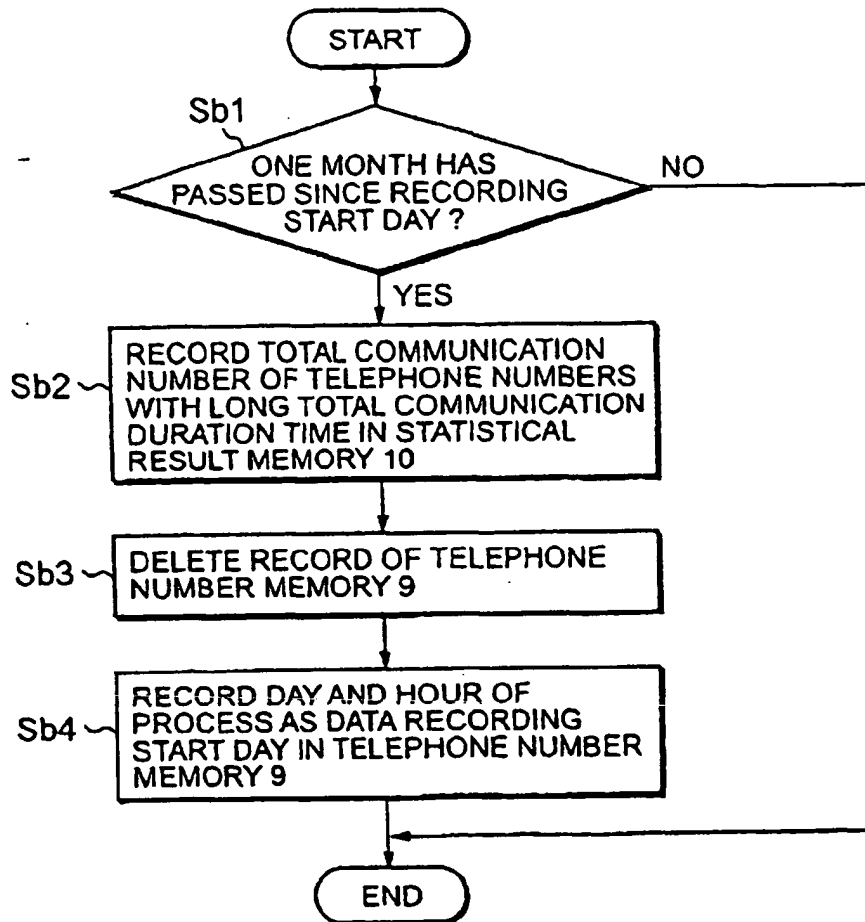 START
Sb1
ONE MONTH HAS
PASSED SINCE RECORDING
START DAY ?
NO
YES
Sb2
RECORD TOTAL COMMUNICATION
NUMBER OF TELEPHONE NUMBERS
WITH LONG TOTAL COMMUNICATION
DURATION TIME IN STATISTICAL
RESULT MEMORY 10
Sb3
DELETE RECORD OF TELEPHONE
NUMBER MEMORY 9
Sb4
RECORD DAY AND HOUR OF
PROCESS AS DATA RECORDING
START DAY IN TELEPHONE NUMBER
MEMORY 9
END